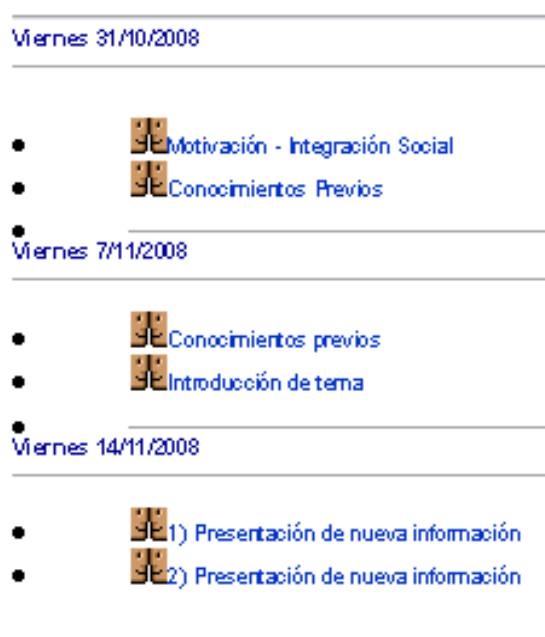 Viernes 31/10/2008
Motivación - Integración Social
Conocimientos Previos
Viernes 7/11/2008
Conocimientos previos
Introducción de tema
Viernes 14/11/2008
1) Presentación de nueva información
2) Presentación de nueva información